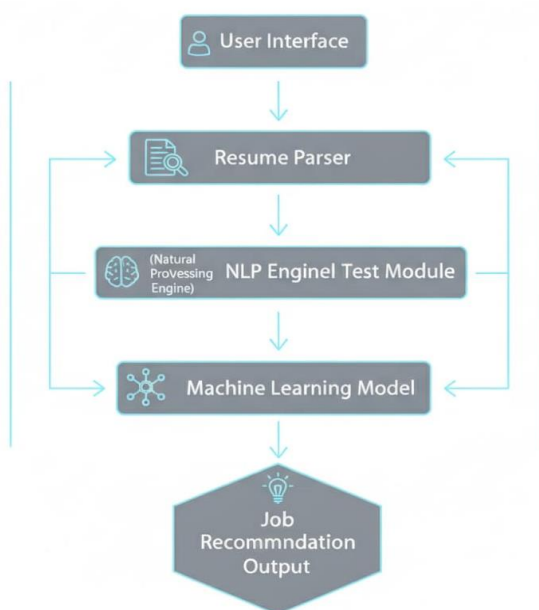 User Interface
Resume Parser
(Natural
ProVessing
Engine)
NLP Enginel Test Module
Machine Learning Model
Job
Recommndation
Output